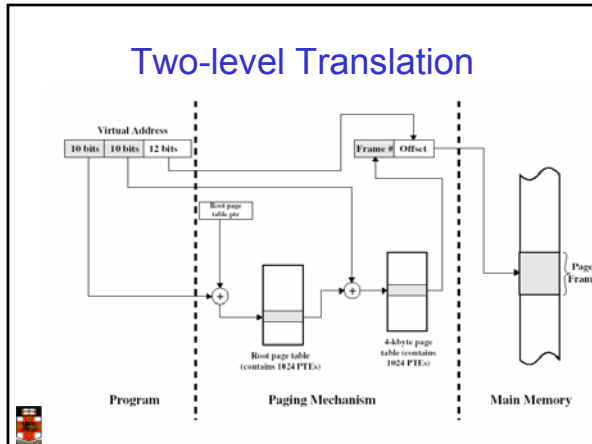 Two-level Translation
Virtual Address
10 bits 10 bits 12 bits
Frame # Offset
Root page
table ptr
+
+
Page
Fram
Root page table
(contains 1024 PTEs)
4-kbyte page
table (contains
1024 PTEs)
Program
Paging Mechanism
Main Memory